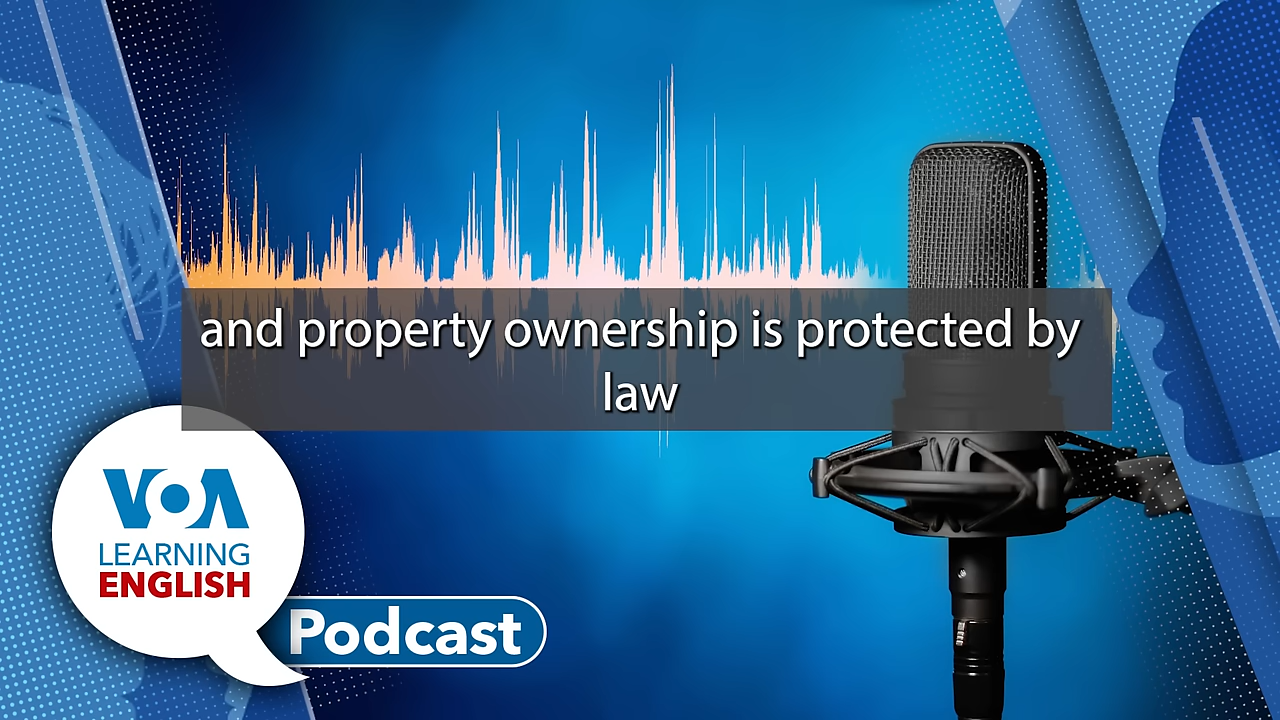 and property ownership is protected by
law
VOA
LEARNING
ENGLISH
Podcast